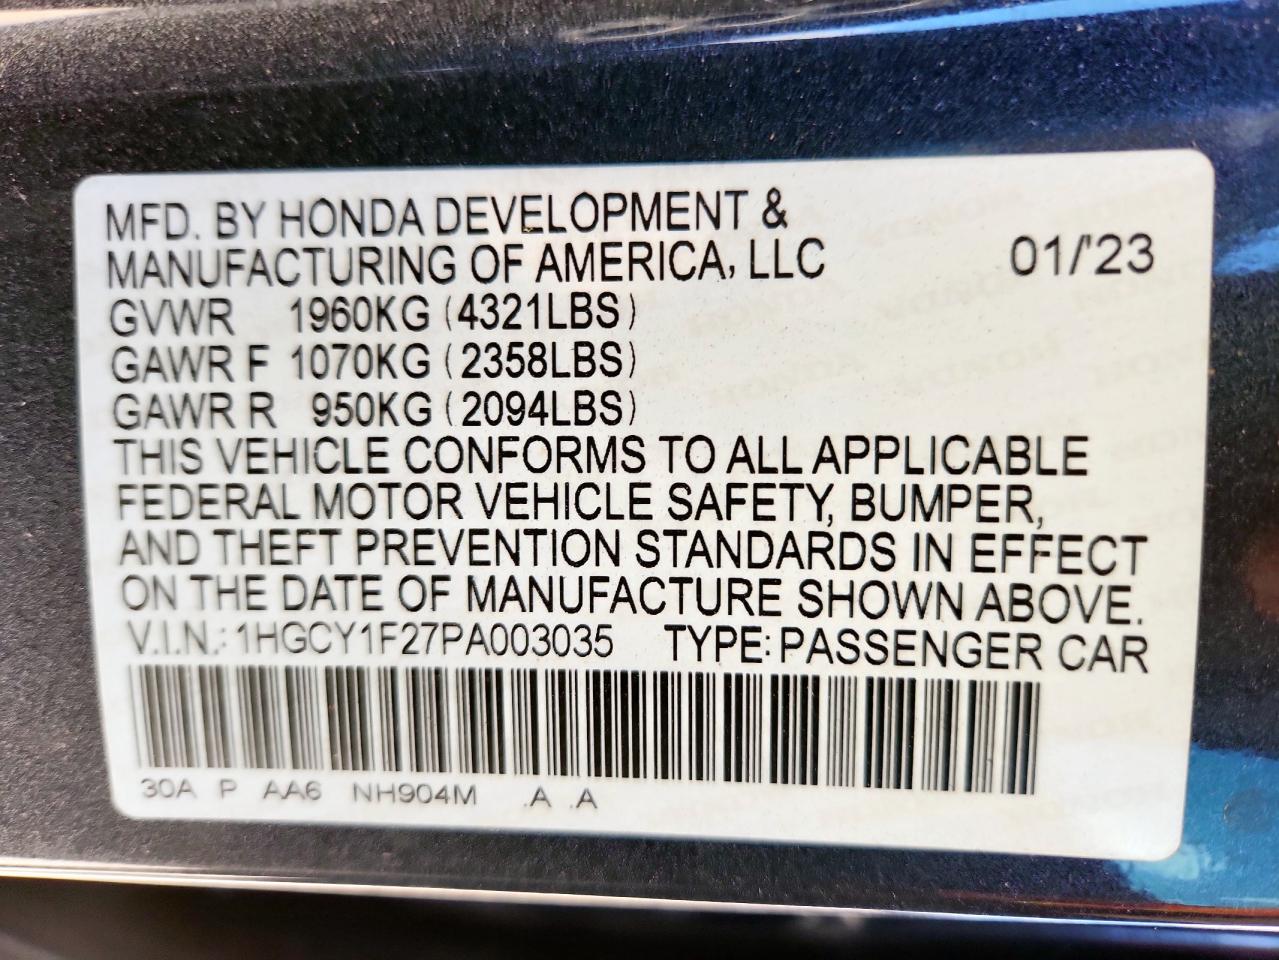 MFD. BY HONDA DEVELOPMENT &
MANUFACTURING OF AMERICA, LLC 01/'23
GVWR 1960KG (4321LBS)
GAWR F 1070KG (2358LBS)
GAWR R 950KG (2094LBS)
THIS VEHICLE CONFORMS TO ALL APPLICABLE
FEDERAL MOTOR VEHICLE SAFETY, BUMPER,
AND THEFT PREVENTION STANDARDS IN EFFECT
ON THE DATE OF MANUFACTURE SHOWN ABOVE.
V.I.N.: 1HGCY1F27PA003035 TYPE: PASSENGER CAR
30A P AA6 NH904M .A .A